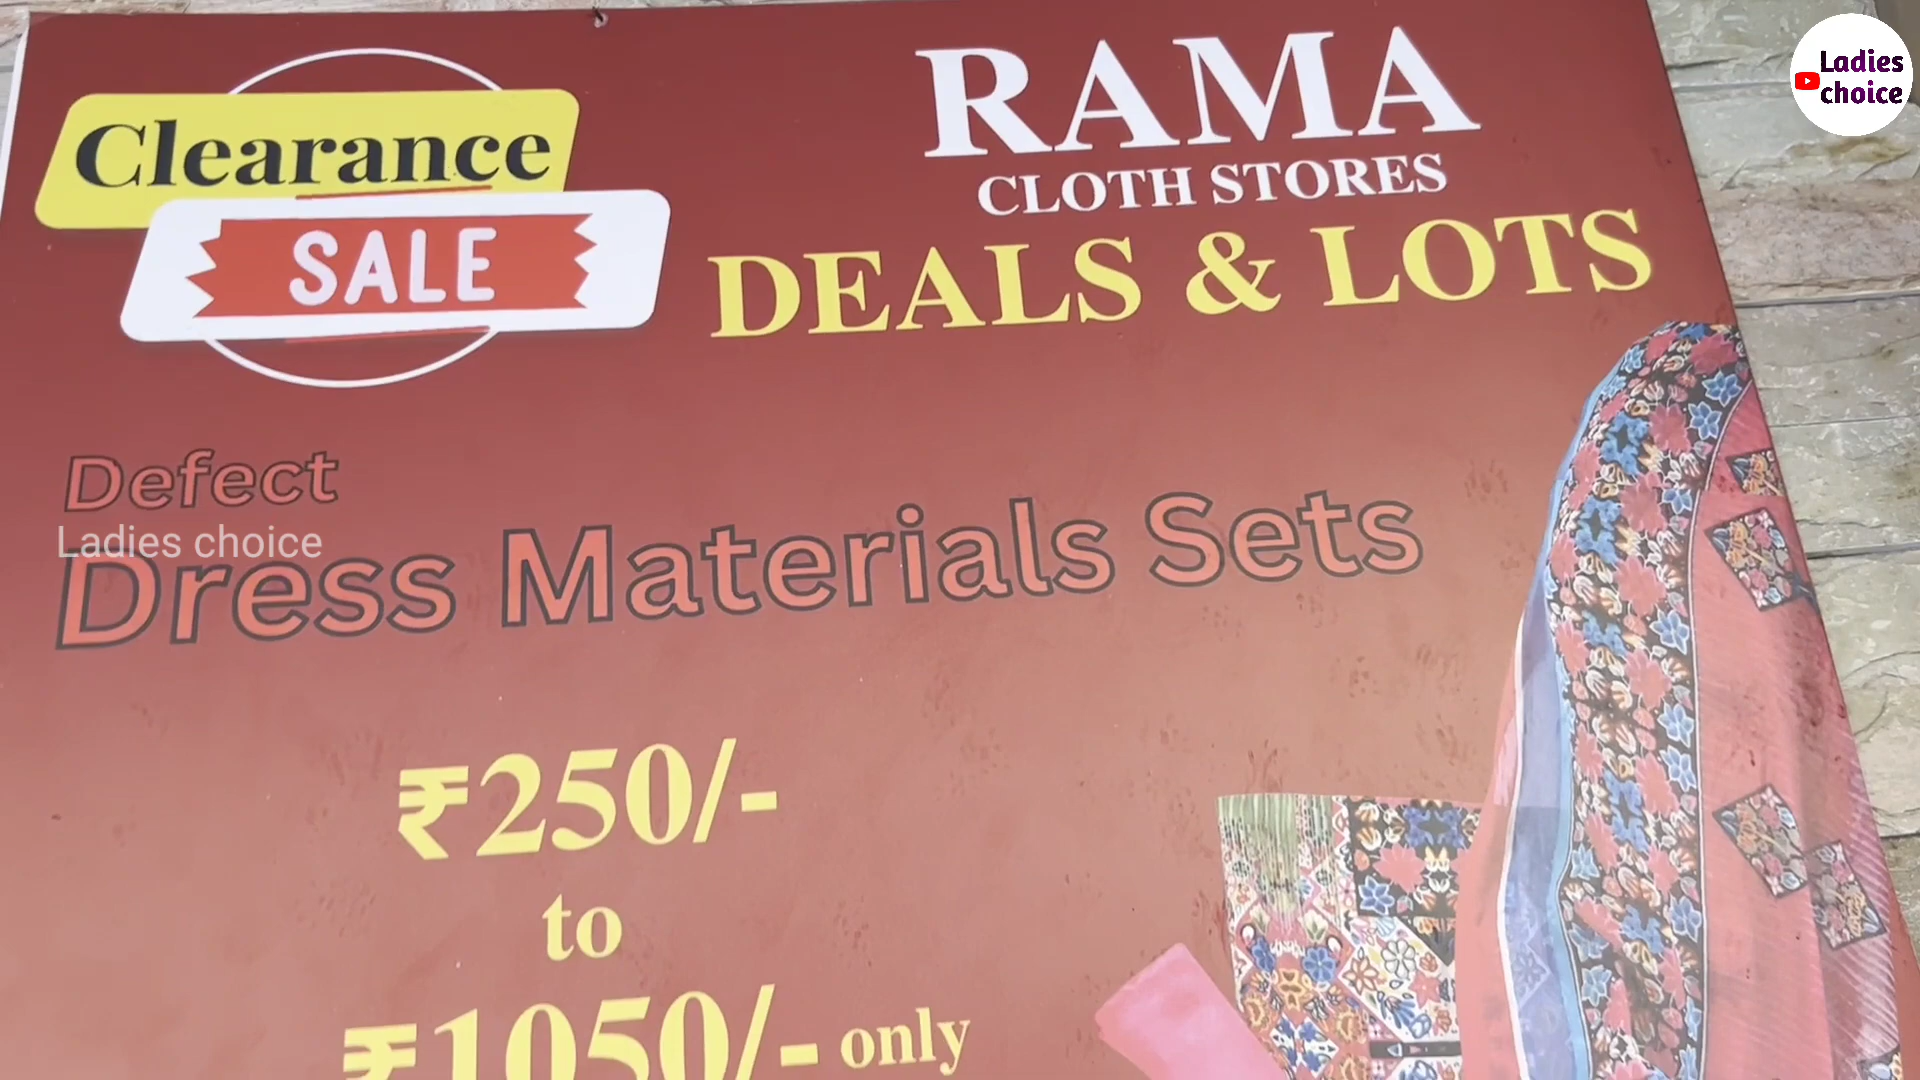 Clearance
SALE
RAMA
CLOTH STORES
DEALS & LOTS
Defect
Dress Materials Sets
₹250/-
to
₹1050/- only
Ladies choice
Ladies
choice